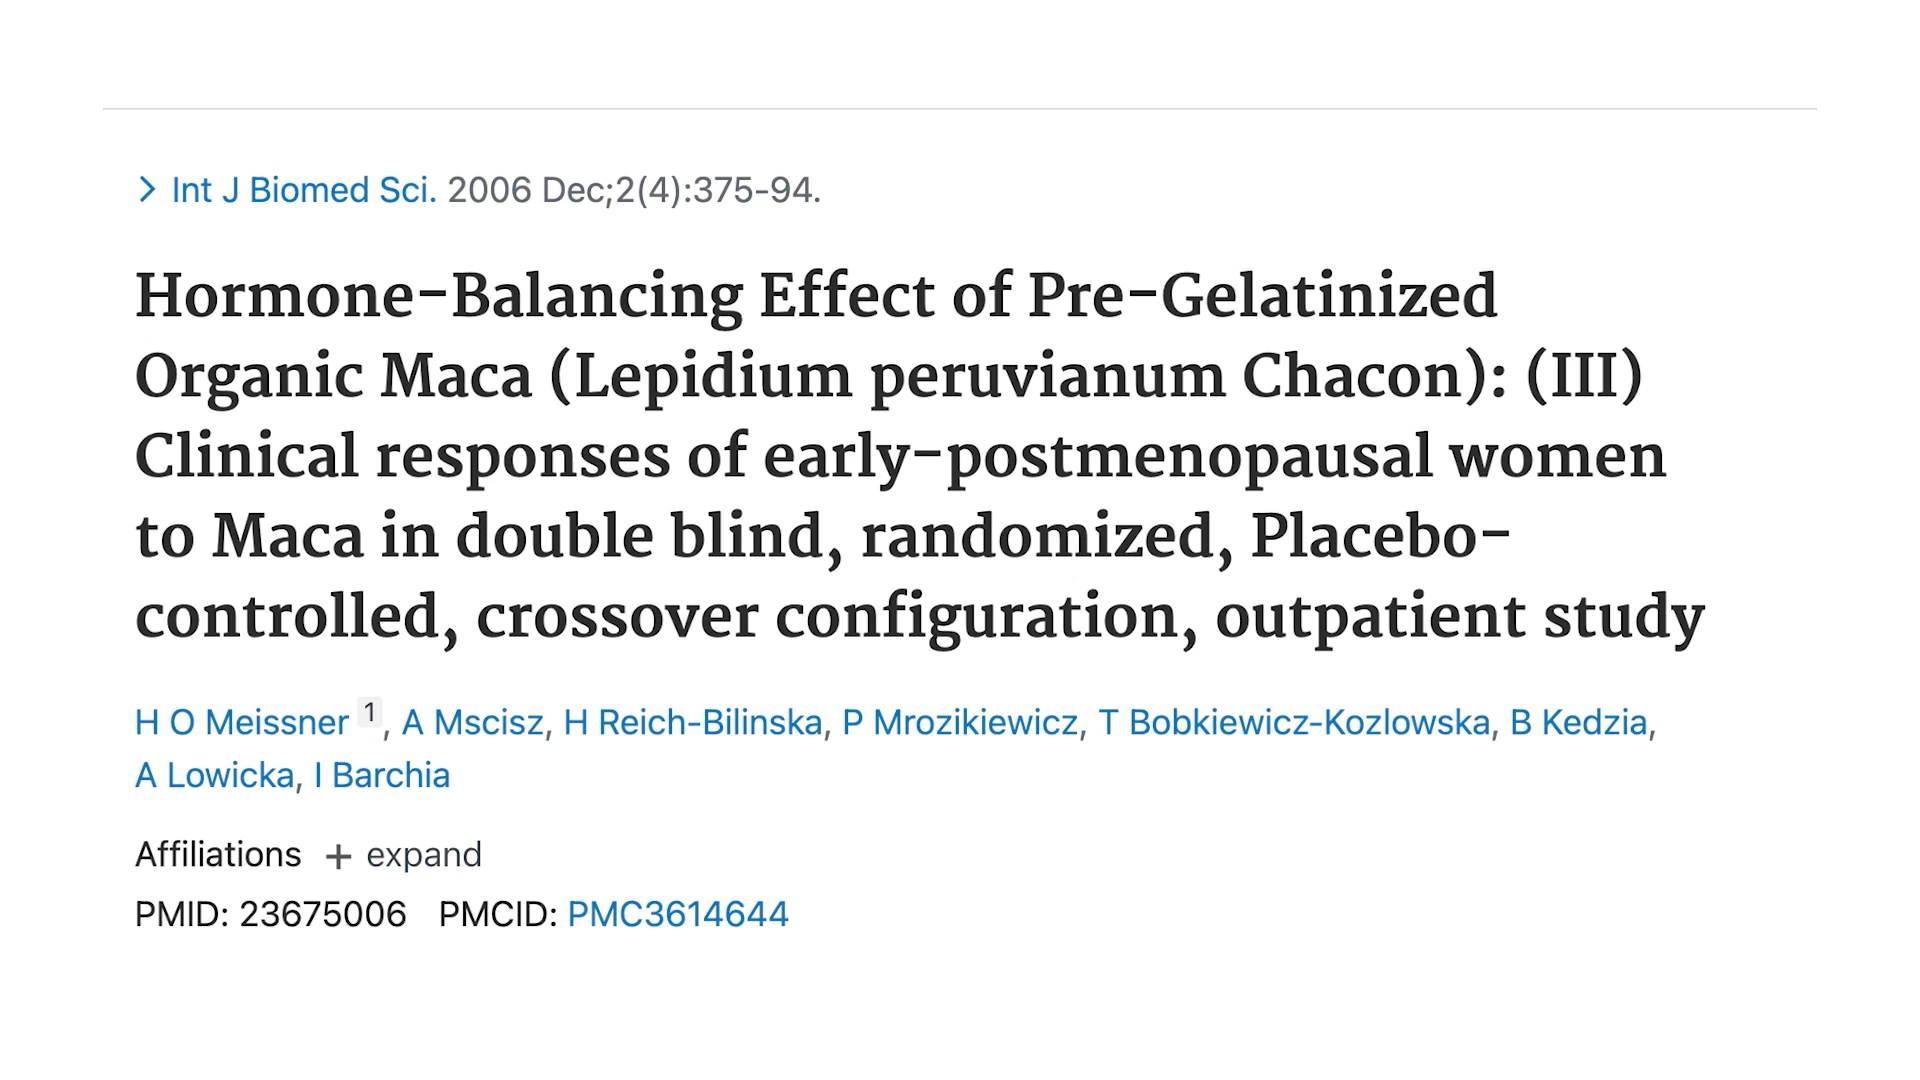 > Int J Biomed Sci. 2006 Dec;2(4):375-94.
Hormone-Balancing Effect of Pre-Gelatinized
Organic Maca (Lepidium peruvianum Chacon): (III)
Clinical responses of early-postmenopausal women
to Maca in double blind, randomized, Placebo-
controlled, crossover configuration, outpatient study
H O Meissner 1, A Mscisz, H Reich-Bilinska, P Mrozikiewicz, T Bobkiewicz-Kozlowska, B Kedzia,
A Lowicka, I Barchia
Affiliations + expand
PMID: 23675006 PMCID: PMC3614644